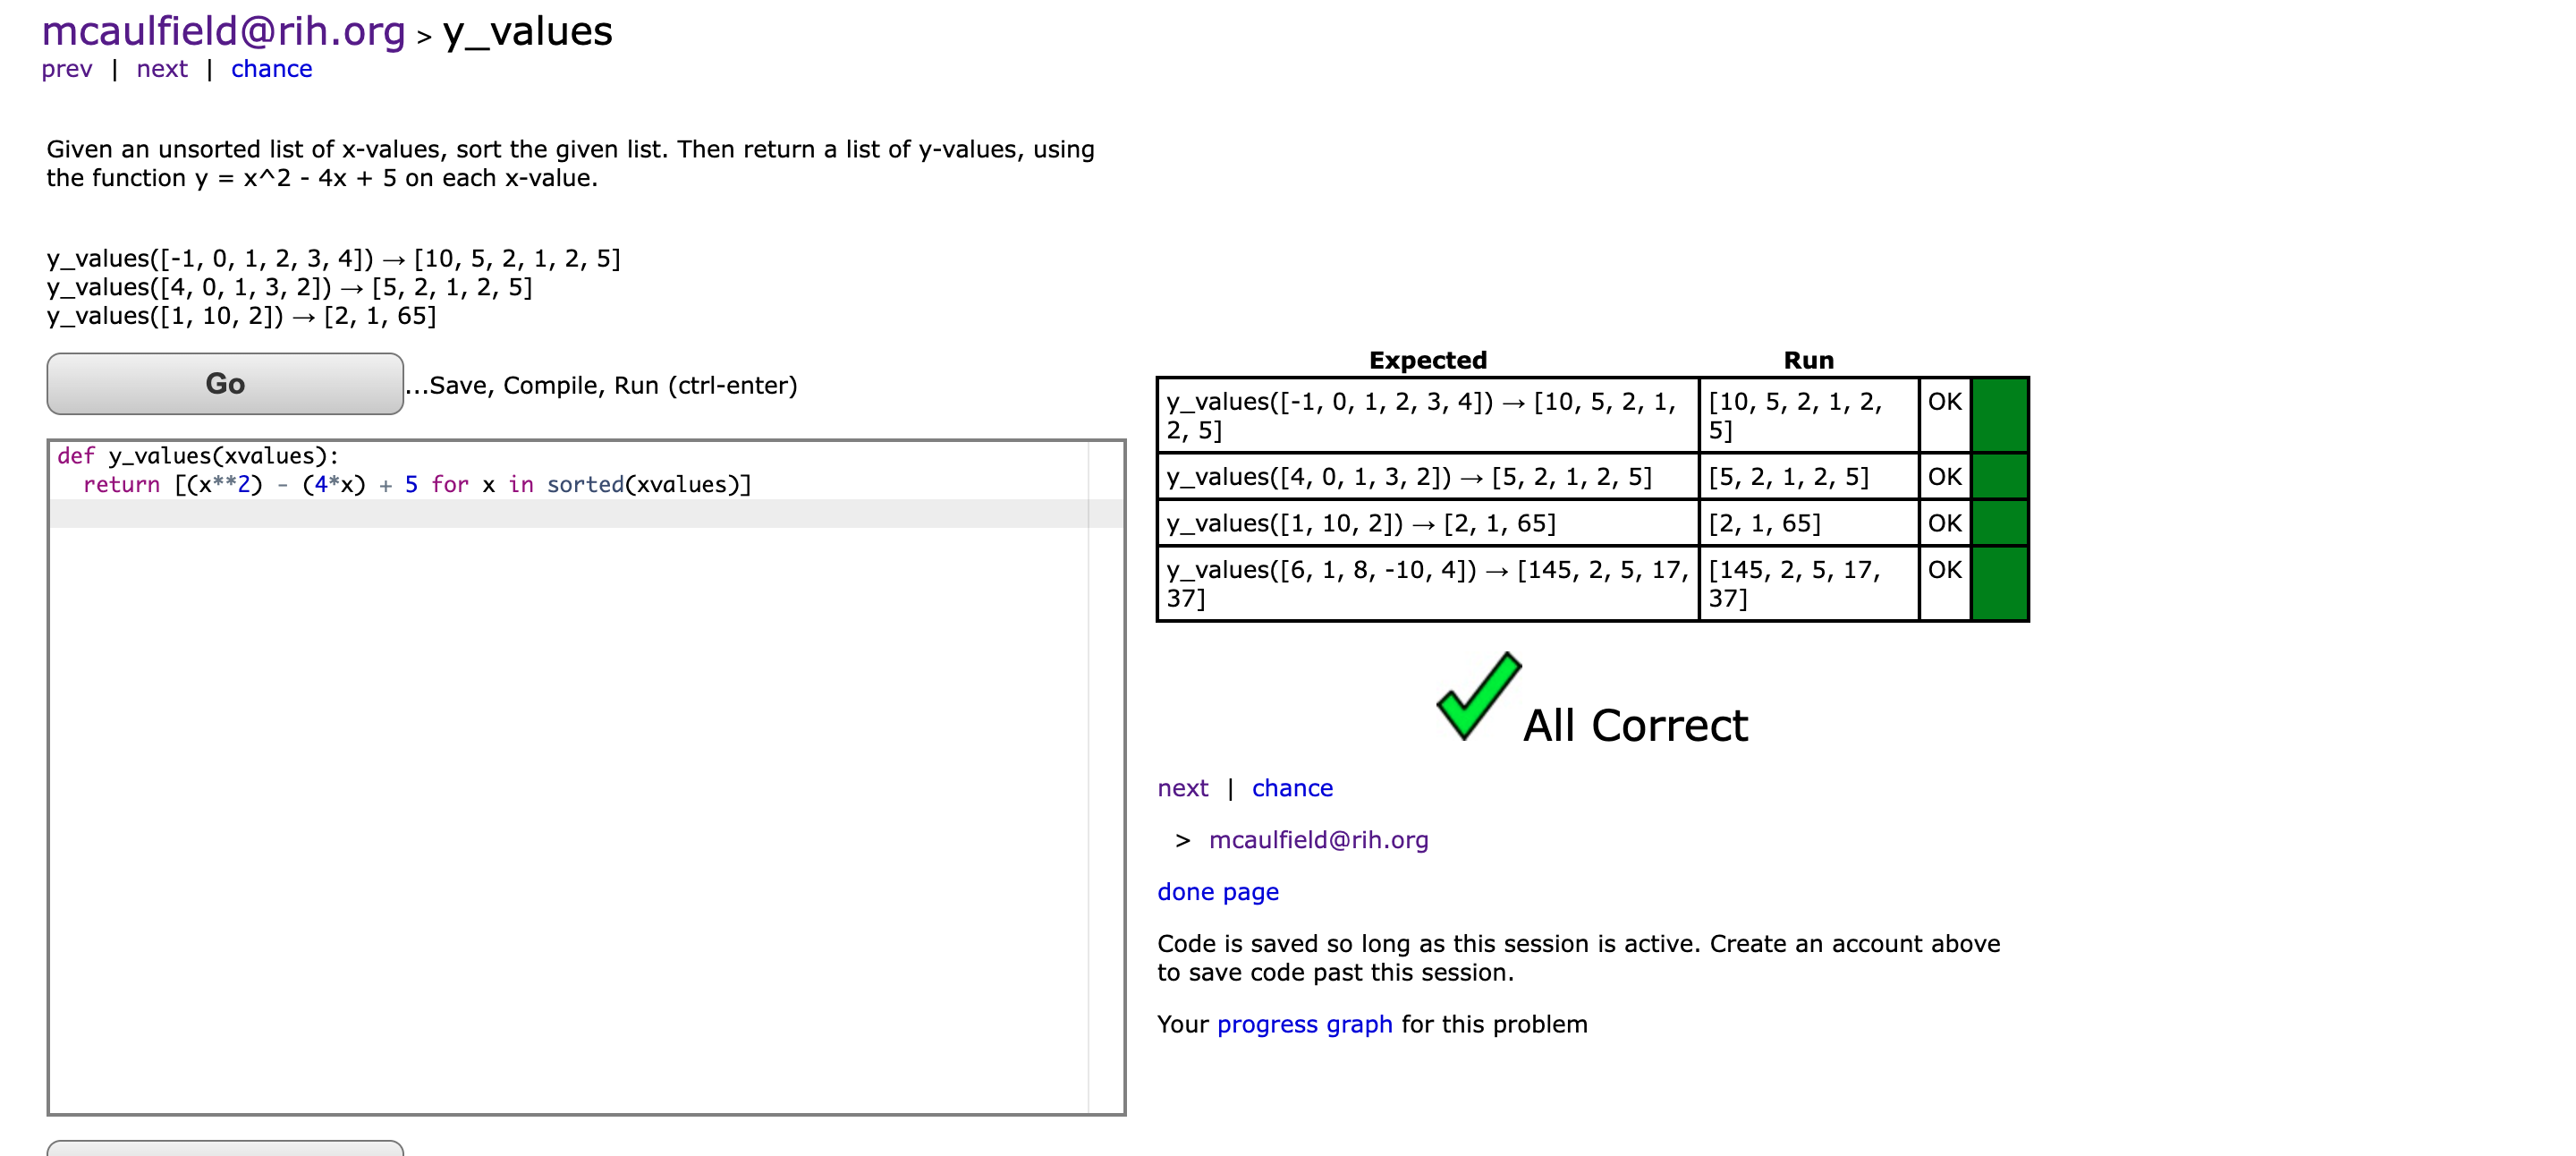 mcaulfield@rih.org > y_values
prev | next | chance
Given an unsorted list of x-values, sort the given list. Then return a list of y-values, using
the function y = x^2 - 4x + 5 on each x-value.
y_values([-1, 0, 1, 2, 3, 4]) → [10, 5, 2, 1, 2, 5]
y_values([4, 0, 1, 3, 2]) → [5, 2, 1, 2, 5]
y_values([1, 10, 2]) → [2, 1, 65]
Go
...Save, Compile, Run (ctrl-enter)
def y_values(xvalues):
  return [(x**2) - (4*x) + 5 for x in sorted(xvalues)]
Expected Run
y_values([-1, 0, 1, 2, 3, 4]) → [10, 5, 2, 1,
2, 5]
[10, 5, 2, 1, 2,
5]
OK
y_values([4, 0, 1, 3, 2]) → [5, 2, 1, 2, 5]
[5, 2, 1, 2, 5]
OK
y_values([1, 10, 2]) → [2, 1, 65]
[2, 1, 65]
OK
y_values([6, 1, 8, -10, 4]) → [145, 2, 5, 17,
37]
[145, 2, 5, 17,
37]
OK
All Correct
next | chance
> mcaulfield@rih.org
done page
Code is saved so long as this session is active. Create an account above
to save code past this session.
Your progress graph for this problem